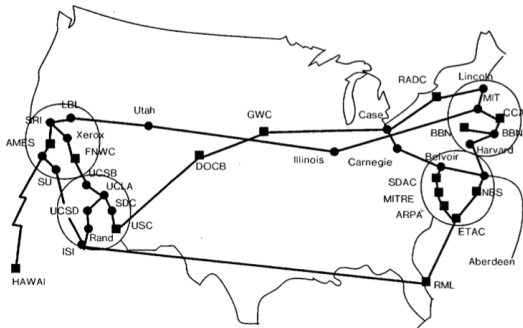 Lincoln
RADC
MIT
LBL
Utah
GWC
Case
CCA
SRI
BBN
BBN
Xerox
AMES
Harvard
FNWC
Illinois
Carnegie
Belvoir
DOCB
UCSB
SU
UCLA
SDAC
NBS
UCSD
SDC
MITRE
USC
ARPA
Rand
ETAC
ISI
Aberdeen
HAWAI
RML